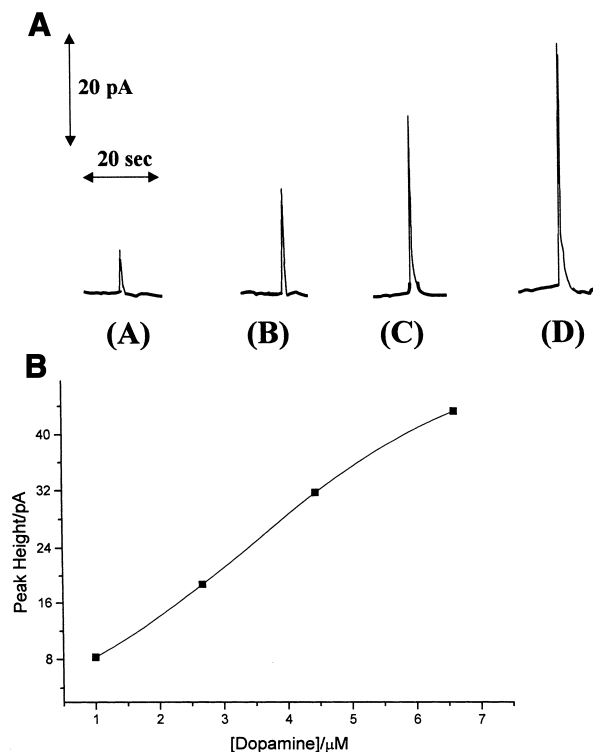 A
20 pA
20 sec
(A) (B) (C) (D)
B
Peak Height/pA
40
32
24
16
8
1 2 3 4 5 6 7
[Dopamine]/µM